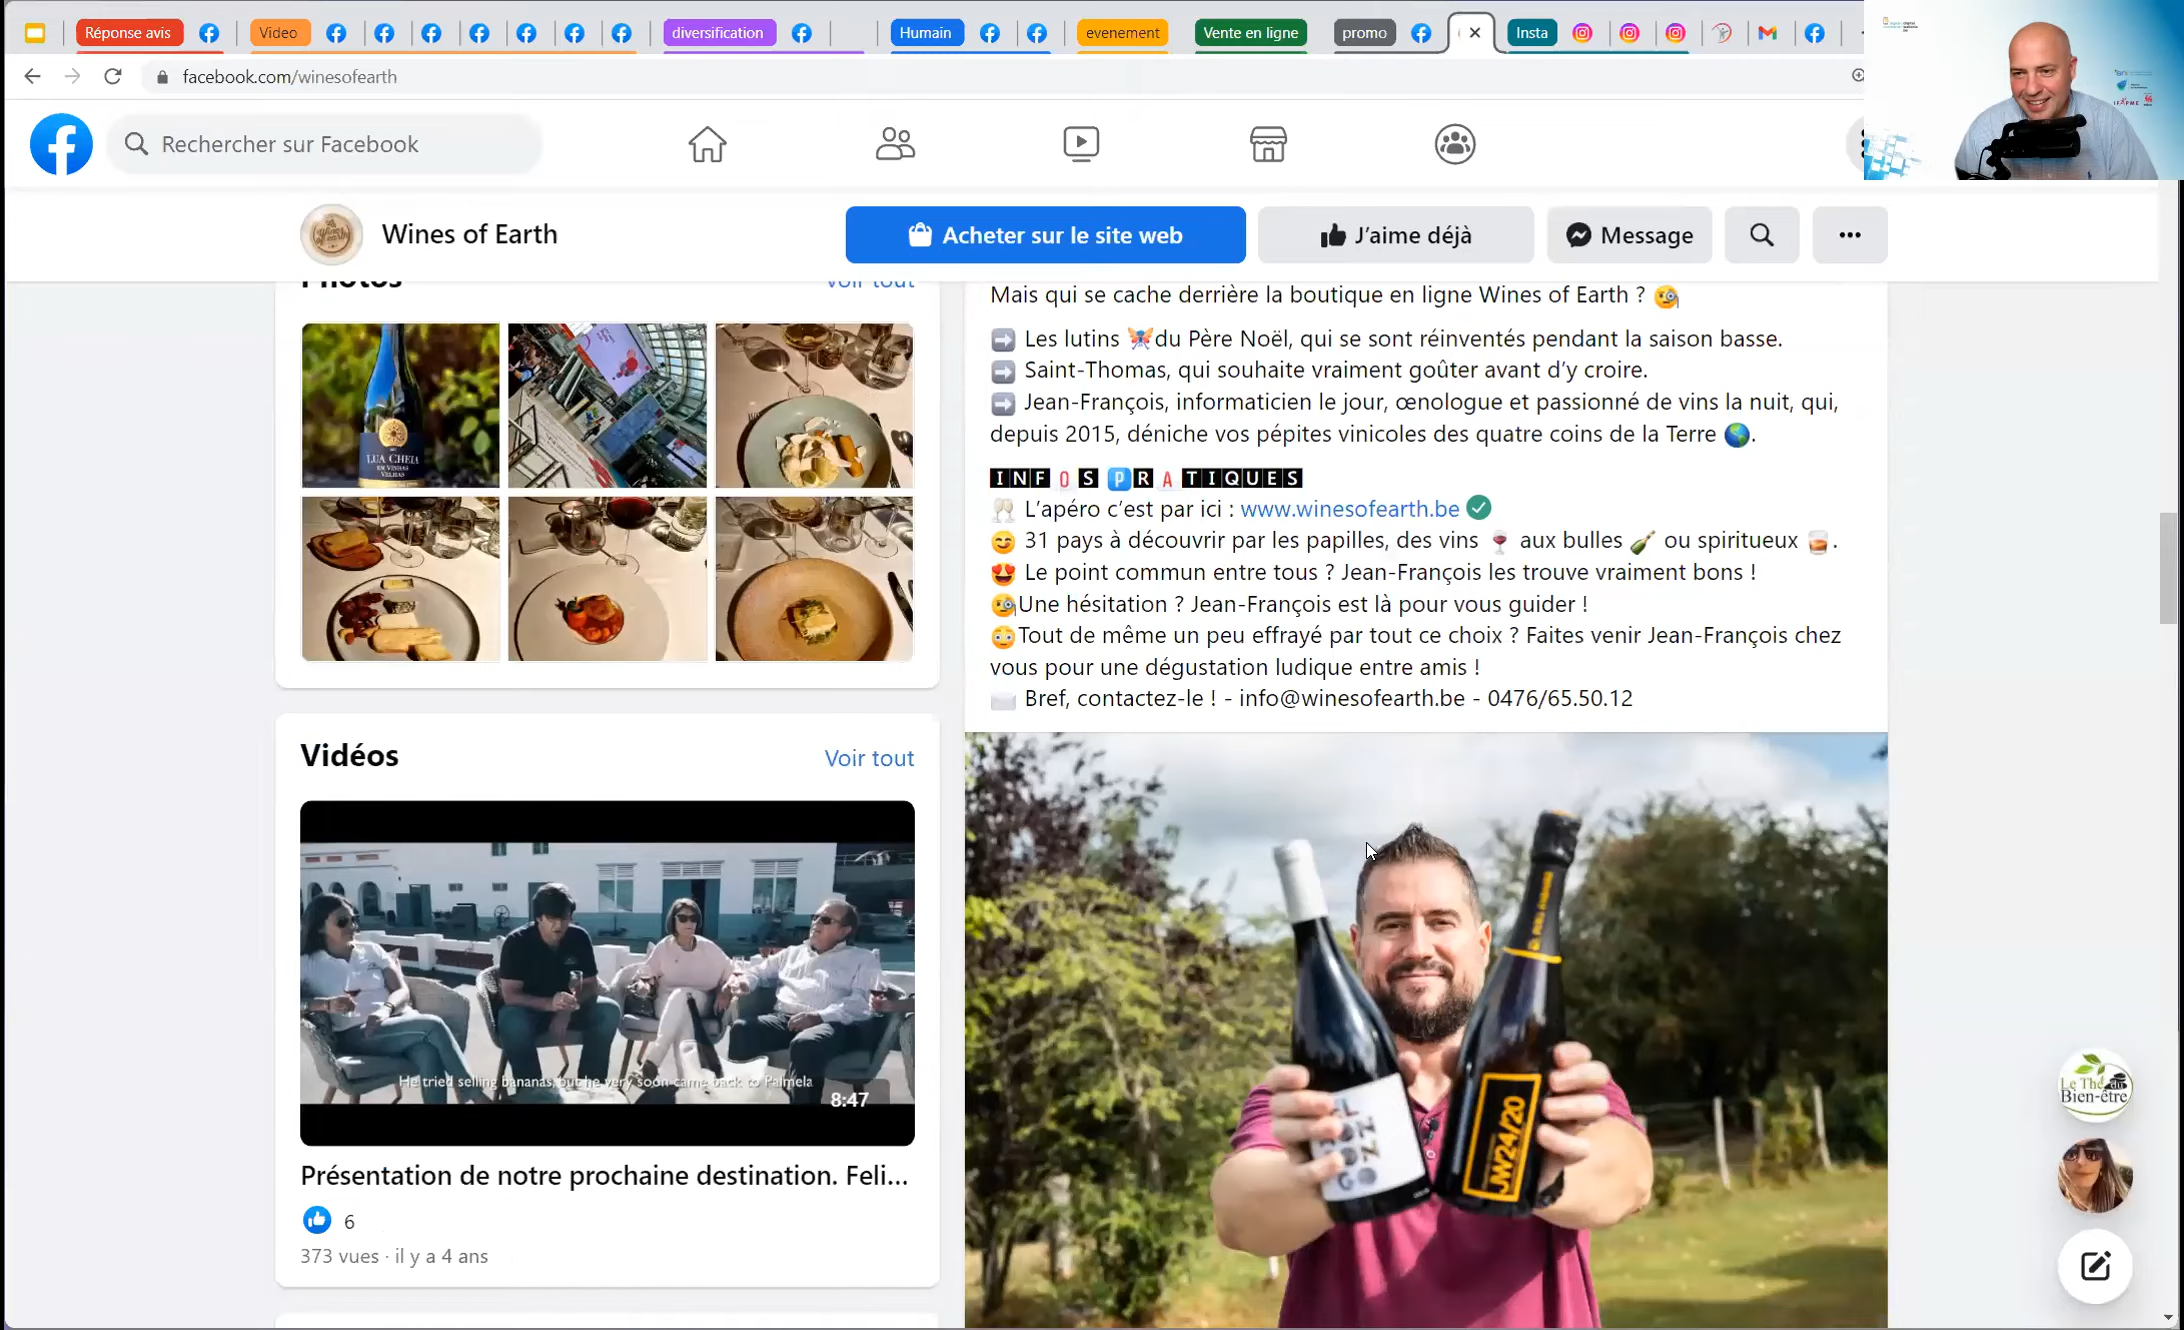 Réponse avis
Video
diversification
Humain
evenement
Vente en ligne
promo
Insta
facebook.com/winesofearth
Rechercher sur Facebook
IFAPME
Wines of Earth
Acheter sur le site web
J'aime déjà
Message
Photos
Voir tout
LUA CHEIA
EM VINHAS
VELHAS
Vidéos
Voir tout
He tried selling bananas, but he very soon came back to Palmela
8:47
Présentation de notre prochaine destination. Feli...
6
373 vues · il y a 4 ans
Mais qui se cache derrière la boutique en ligne Wines of Earth ? 🧐
➡ Les lutins 🧚du Père Noël, qui se sont réinventés pendant la saison basse.
➡ Saint-Thomas, qui souhaite vraiment goûter avant d'y croire.
➡ Jean-François, informaticien le jour, œnologue et passionné de vins la nuit, qui,
depuis 2015, déniche vos pépites vinicoles des quatre coins de la Terre 🌎.
INFOS PRATIQUES
🥂 L'apéro c'est par ici : www.winesofearth.be ✅
😊 31 pays à découvrir par les papilles, des vins 🍷 aux bulles 🍾 ou spiritueux 🥃.
😍 Le point commun entre tous ? Jean-François les trouve vraiment bons !
🧐Une hésitation ? Jean-François est là pour vous guider !
😳Tout de même un peu effrayé par tout ce choix ? Faites venir Jean-François chez
vous pour une dégustation ludique entre amis !
✉ Bref, contactez-le ! - info@winesofearth.be - 0476/65.50.12
JW24/20
Le Thé du
Bien-être